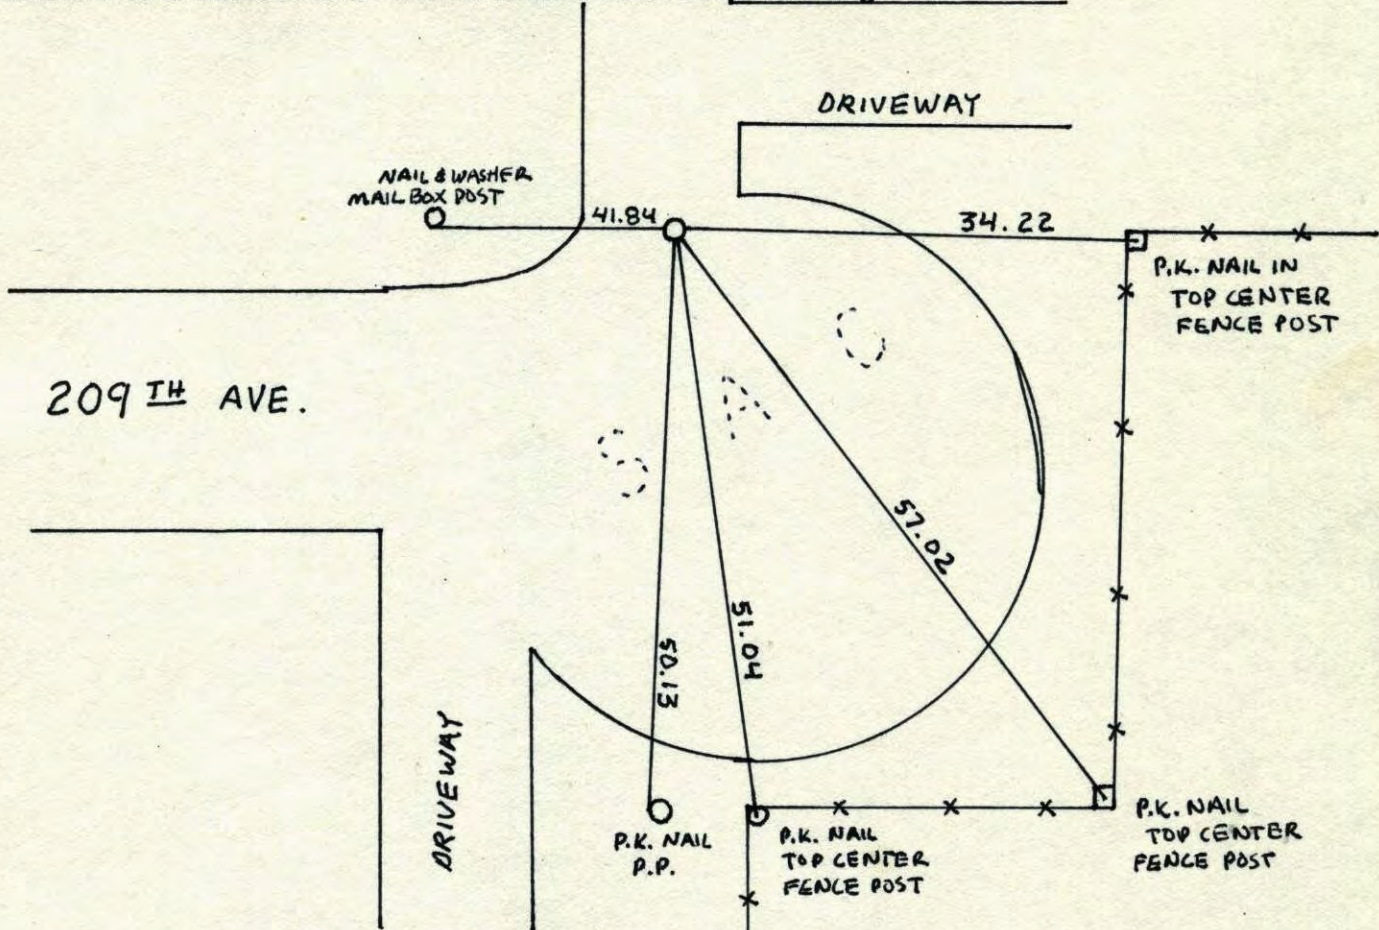 DRIVEWAY
NAIL & WASHER
MAIL BOX POST
41.84
34.22
P.K. NAIL IN
TOP CENTER
FENCE POST
209TH AVE.
SAC
57.02
51.04
50.13
DRIVEWAY
P.K. NAIL
P.P.
P.K. NAIL
TOP CENTER
FENCE POST
P.K. NAIL
TOP CENTER
FENCE POST